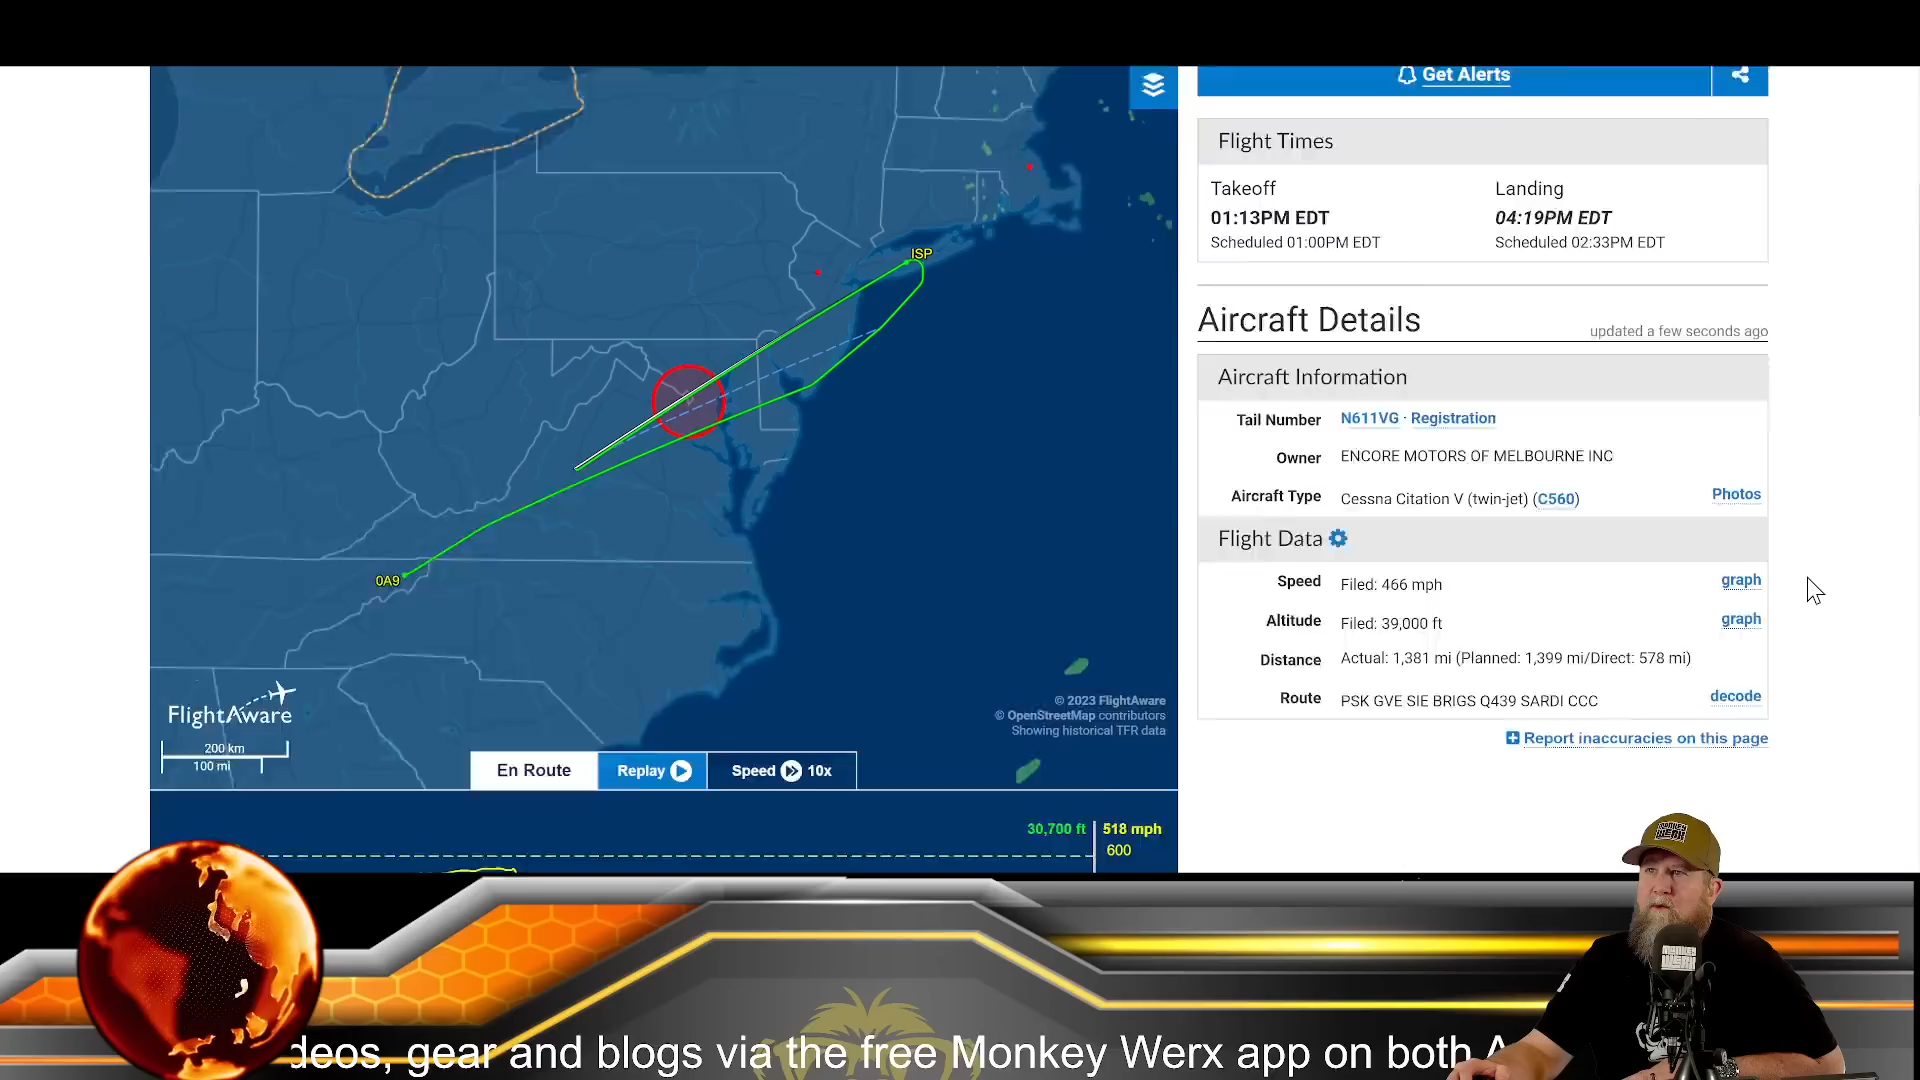 Get Alerts
Flight Times
Takeoff
Landing
01:13PM EDT
04:19PM EDT
Scheduled 01:00PM EDT
Scheduled 02:33PM EDT
Aircraft Details
updated a few seconds ago
Aircraft Information
Tail Number N611VG · Registration
Owner ENCORE MOTORS OF MELBOURNE INC
Aircraft Type Cessna Citation V (twin-jet) (C560) Photos
Flight Data
Speed Filed: 466 mph graph
Altitude Filed: 39,000 ft graph
Distance Actual: 1,381 mi (Planned: 1,399 mi/Direct: 578 mi)
Route PSK GVE SIE BRIGS Q439 SARDI CCC decode
Report inaccuracies on this page
ISP
0A9
FlightAware
200 km
100 mi
© 2023 FlightAware
© OpenStreetMap contributors
Showing historical TFR data
En Route
Replay
Speed 10x
30,700 ft
518 mph
600
MONKEY
WERX
MONKEY
WERX
deos, gear and blogs via the free Monkey Werx app on both A